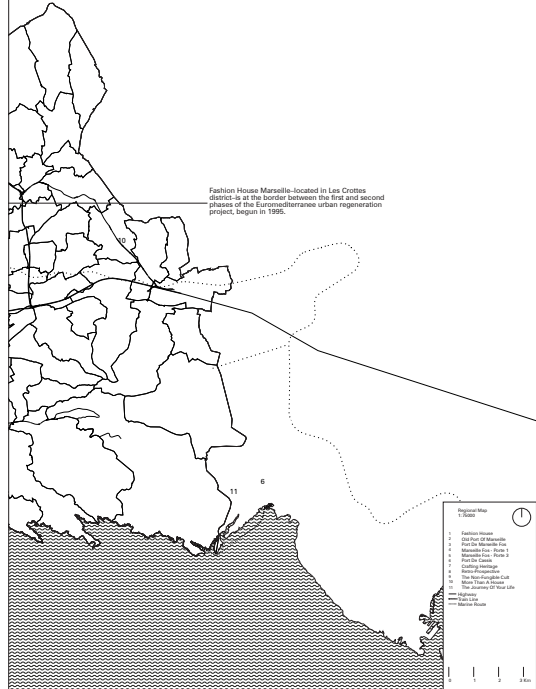 Fashion House Marseille–located in Les Crottes
district–is at the border between the first and second
phases of the Euromediterranee urban regeneration
project, begun in 1995.
10
6
11
Regional Map
1:75000
1 Fashion House
2 Old Port Of Marseille
3 Port De Marseille Fos
4 Marseille Fos - Porte 1
5 Marseille Fos - Porte 2
6 Port De Cassis
7 Crafting Heritage
8 Retro-Prospective
9 The Non-Fungible Cult
10 More Than A House
11 The Journey Of Your Life
Highway
Train Line
Marine Route
0 1 2 3 Km